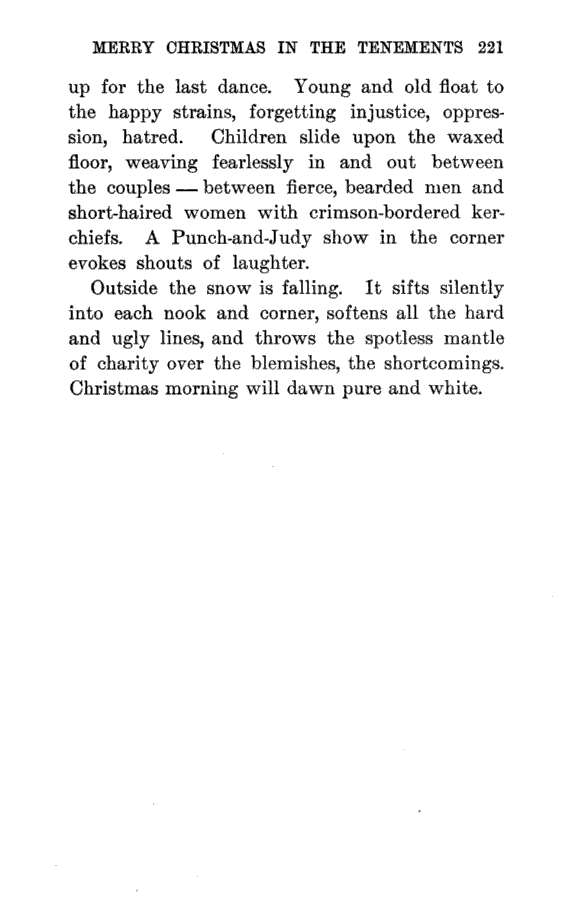 MERRY CHRISTMAS IN THE TENEMENTS 221
up for the last dance. Young and old float to
the happy strains, forgetting injustice, oppres-
sion, hatred. Children slide upon the waxed
floor, weaving fearlessly in and out between
the couples — between fierce, bearded men and
short-haired women with crimson-bordered ker-
chiefs. A Punch-and-Judy show in the corner
evokes shouts of laughter.
Outside the snow is falling. It sifts silently
into each nook and corner, softens all the hard
and ugly lines, and throws the spotless mantle
of charity over the blemishes, the shortcomings.
Christmas morning will dawn pure and white.